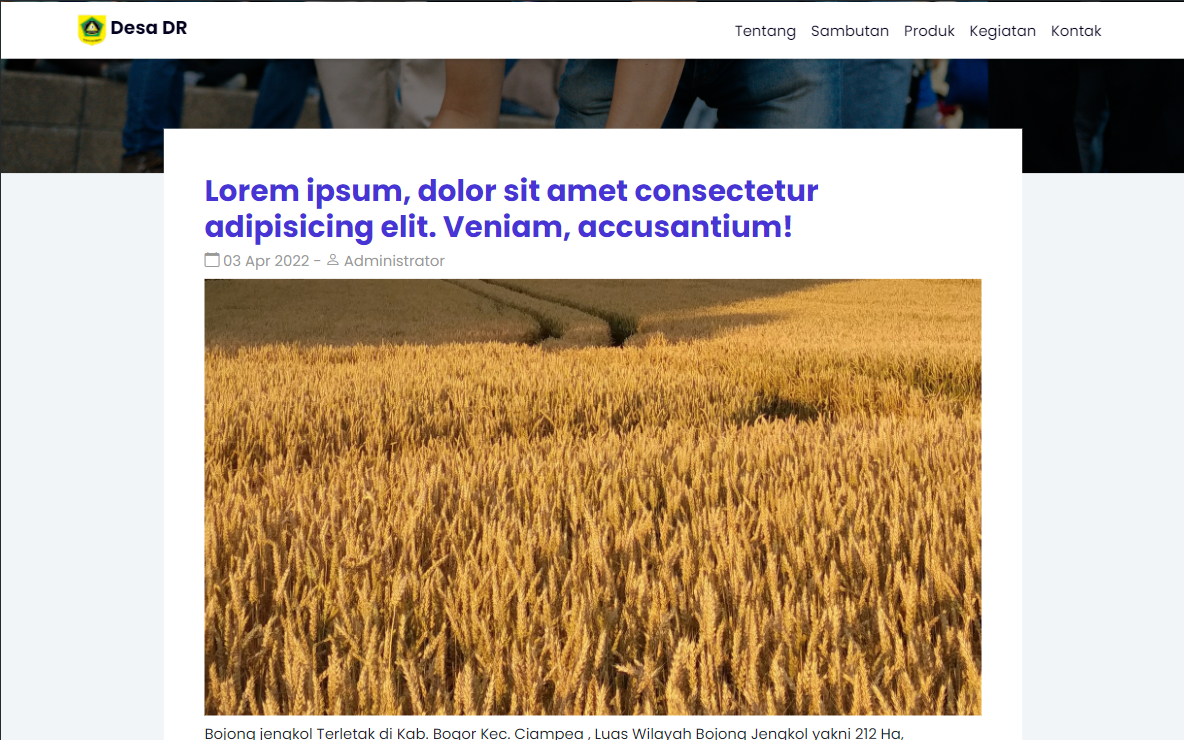 Desa DR
Tentang Sambutan Produk Kegiatan Kontak
Lorem ipsum, dolor sit amet consectetur
adipisicing elit. Veniam, accusantium!
03 Apr 2022 - Administrator
Bojong jengkol Terletak di Kab. Bogor Kec. Ciampea , Luas Wilayah Bojong Jengkol yakni 212 Ha,